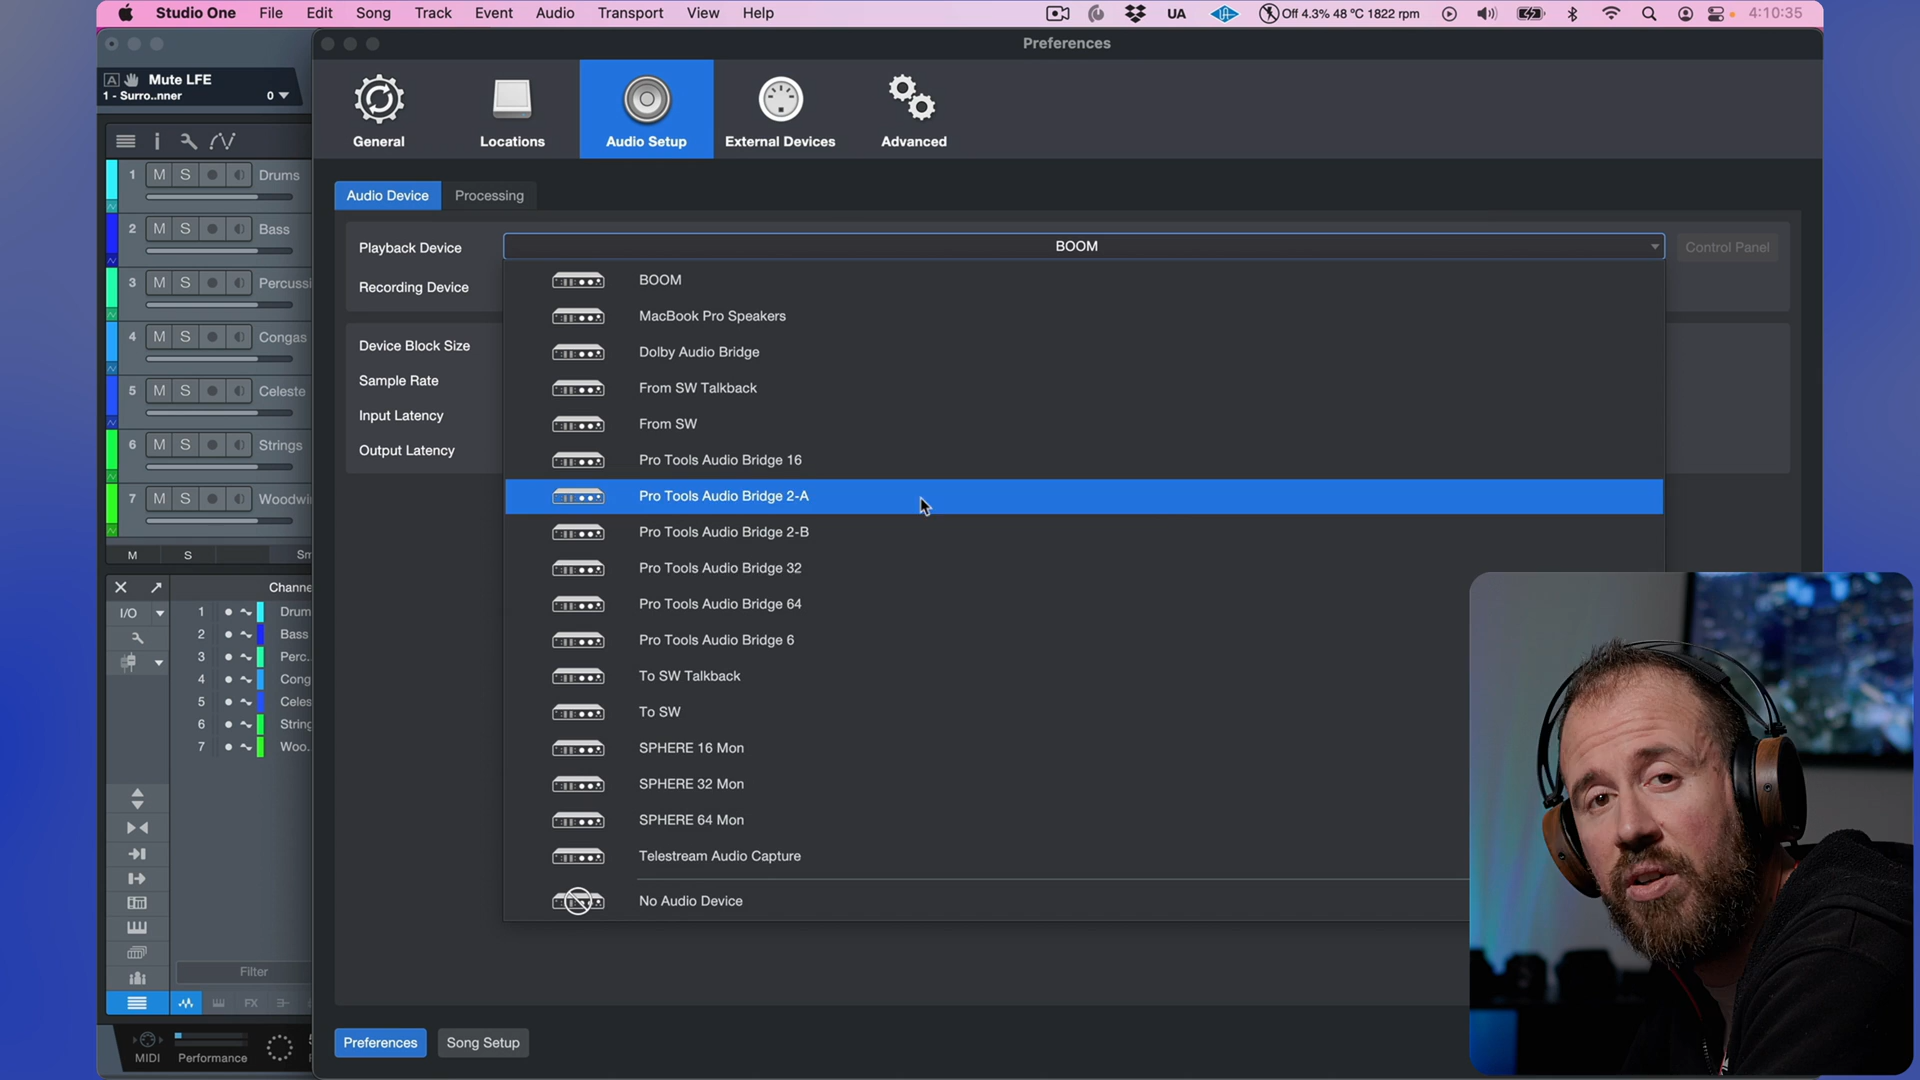 Studio One File Edit Song Track Event Audio Transport View Help UA Off 4.3% 48 °C 1822 rpm 4:10:35
Preferences
A Mute LFE
1 - Surro..nner 0
General Locations Audio Setup External Devices Advanced
Audio Device Processing
Playback Device BOOM Control Panel
Recording Device
Device Block Size
Sample Rate
Input Latency
Output Latency
BOOM
MacBook Pro Speakers
Dolby Audio Bridge
From SW Talkback
From SW
Pro Tools Audio Bridge 16
Pro Tools Audio Bridge 2-A
Pro Tools Audio Bridge 2-B
Pro Tools Audio Bridge 32
Pro Tools Audio Bridge 64
Pro Tools Audio Bridge 6
To SW Talkback
To SW
SPHERE 16 Mon
SPHERE 32 Mon
SPHERE 64 Mon
Telestream Audio Capture
No Audio Device
1 M S Drums
2 M S Bass
3 M S Percussi
4 M S Congas
5 M S Celeste
6 M S Strings
7 M S Woodwi
M S Sm
Channe
I/O
1 Drum
2 Bass
3 Perc..
4 Cong
5 Celes
6 String
7 Woo..
Filter
FX
MIDI Performance
Preferences Song Setup